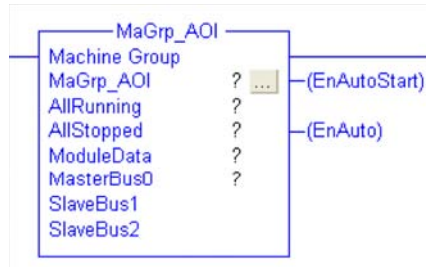 MaGrp_AOI
Machine Group
MaGrp_AOI ? ... (EnAutoStart)
AllRunning ?
AllStopped ? (EnAuto)
ModuleData ?
MasterBus0 ?
SlaveBus1
SlaveBus2